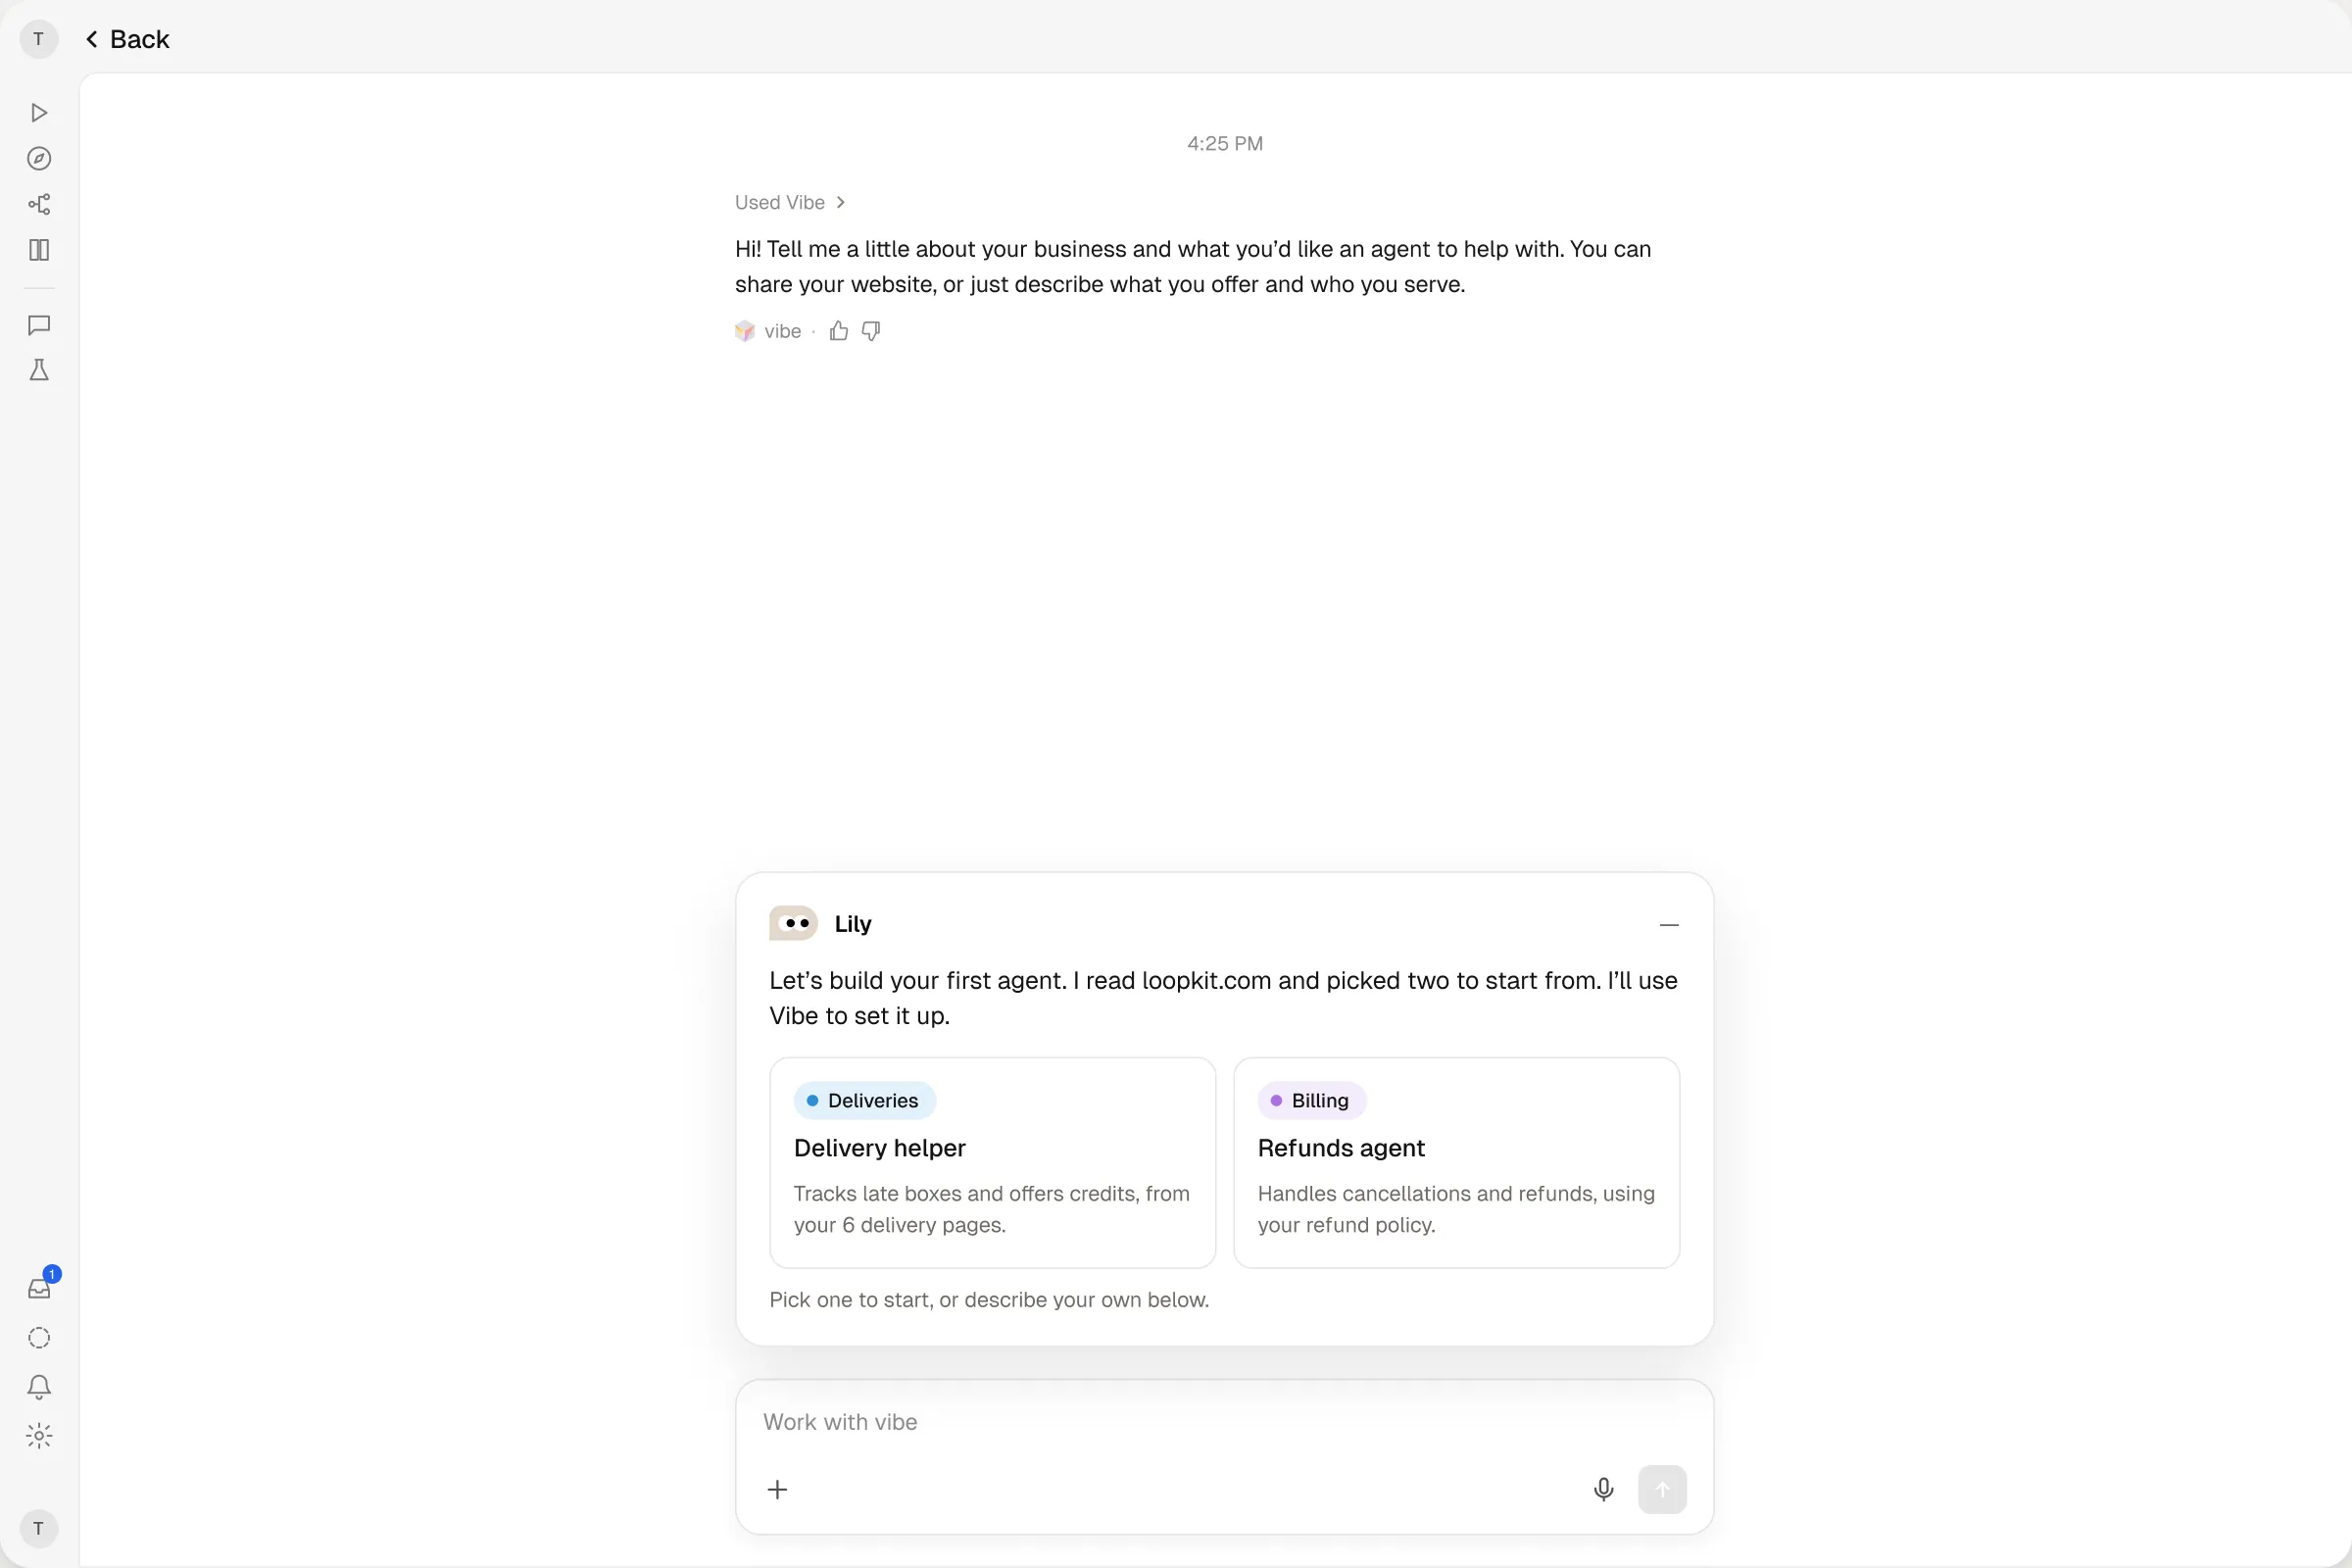 T
Back
4:25 PM
Used Vibe
Hi! Tell me a little about your business and what you’d like an agent to help with. You can
share your website, or just describe what you offer and who you serve.
vibe ·
Lily
Let’s build your first agent. I read loopkit.com and picked two to start from. I’ll use
Vibe to set it up.
Deliveries
Delivery helper
Tracks late boxes and offers credits, from
your 6 delivery pages.
Billing
Refunds agent
Handles cancellations and refunds, using
your refund policy.
Pick one to start, or describe your own below.
1
Work with vibe
T